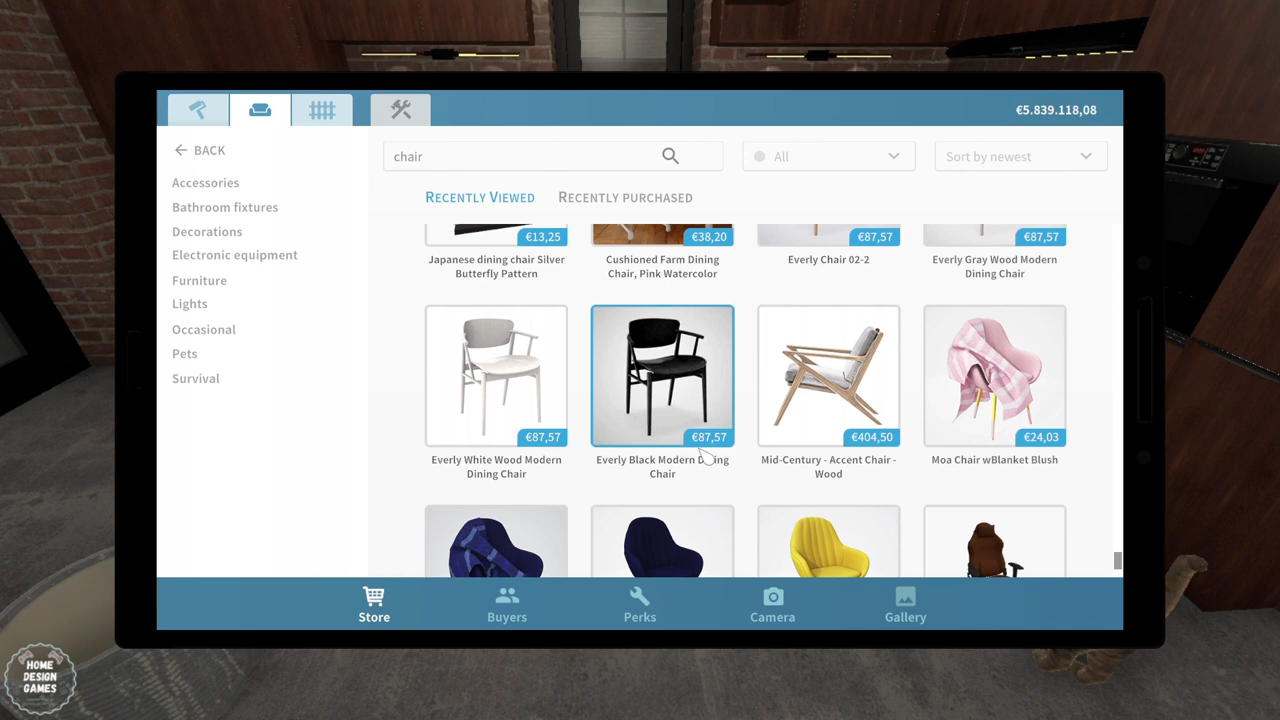 €5.839.118,08
BACK
chair
All
Sort by newest
Accessories
Bathroom fixtures
Decorations
Electronic equipment
Furniture
Lights
Occasional
Pets
Survival
RECENTLY VIEWED
RECENTLY PURCHASED
€13,25
€38,20
€87,57
€87,57
Japanese dining chair Silver
Butterfly Pattern
Cushioned Farm Dining
Chair, Pink Watercolor
Everly Chair 02-2
Everly Gray Wood Modern
Dining Chair
€87,57
€87,57
€404,50
€24,03
Everly White Wood Modern
Dining Chair
Everly Black Modern Dining
Chair
Mid-Century - Accent Chair -
Wood
Moa Chair wBlanket Blush
Store
Buyers
Perks
Camera
Gallery
HOME
DESIGN
GAMES